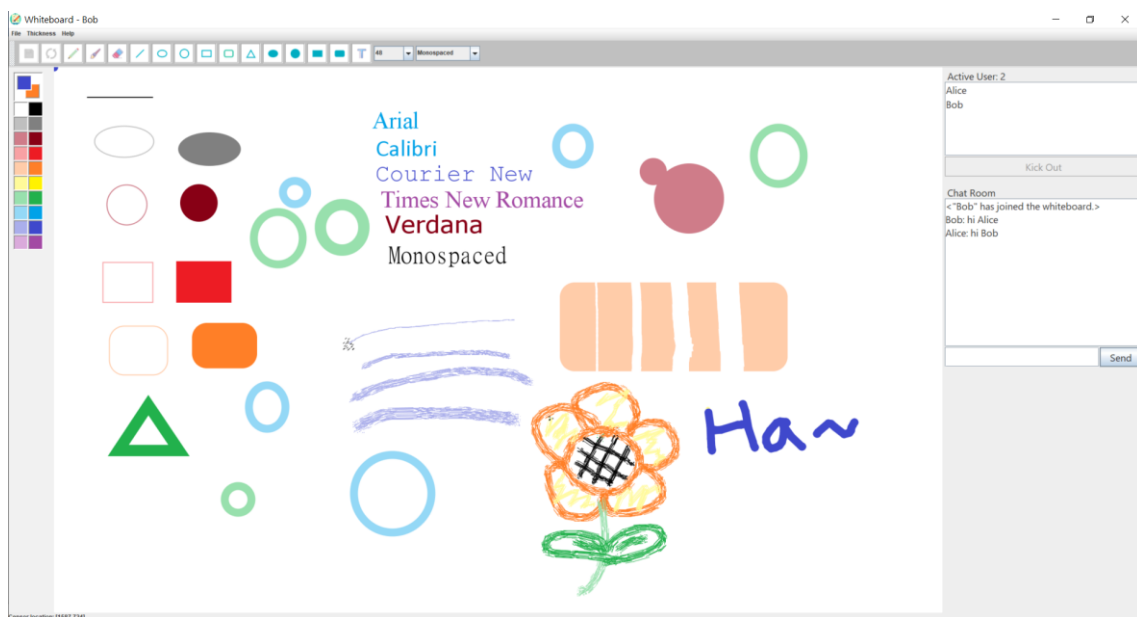 Whiteboard - Bob
File Thickness Help
48 Monospaced
Active User: 2
Alice
Bob
Kick Out
Chat Room
<"Bob" has joined the whiteboard.>
Bob: hi Alice
Alice: hi Bob
Send
Arial
Calibri
Courier New
Times New Romance
Verdana
Monospaced
Ha~